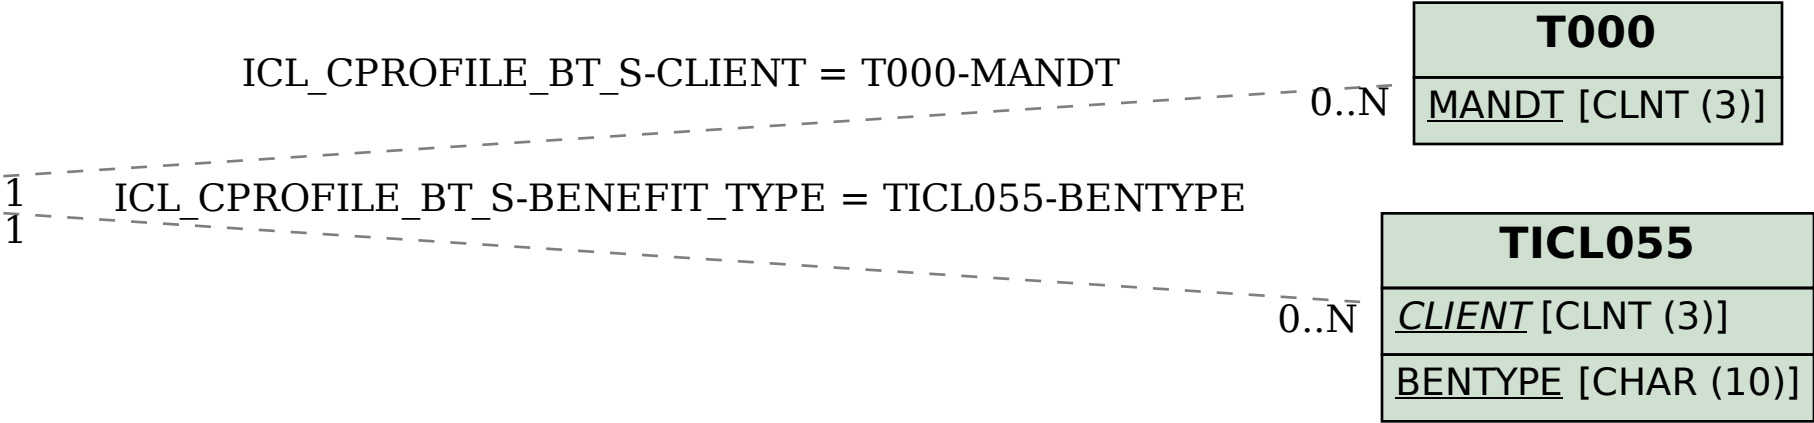 T000
ICL_CPROFILE_BT_S-CLIENT = T000-MANDT
0..N
MANDT [CLNT (3)]
1
ICL_CPROFILE_BT_S-BENEFIT_TYPE = TICL055-BENTYPE
1
TICL055
0..N
CLIENT [CLNT (3)]
BENTYPE [CHAR (10)]